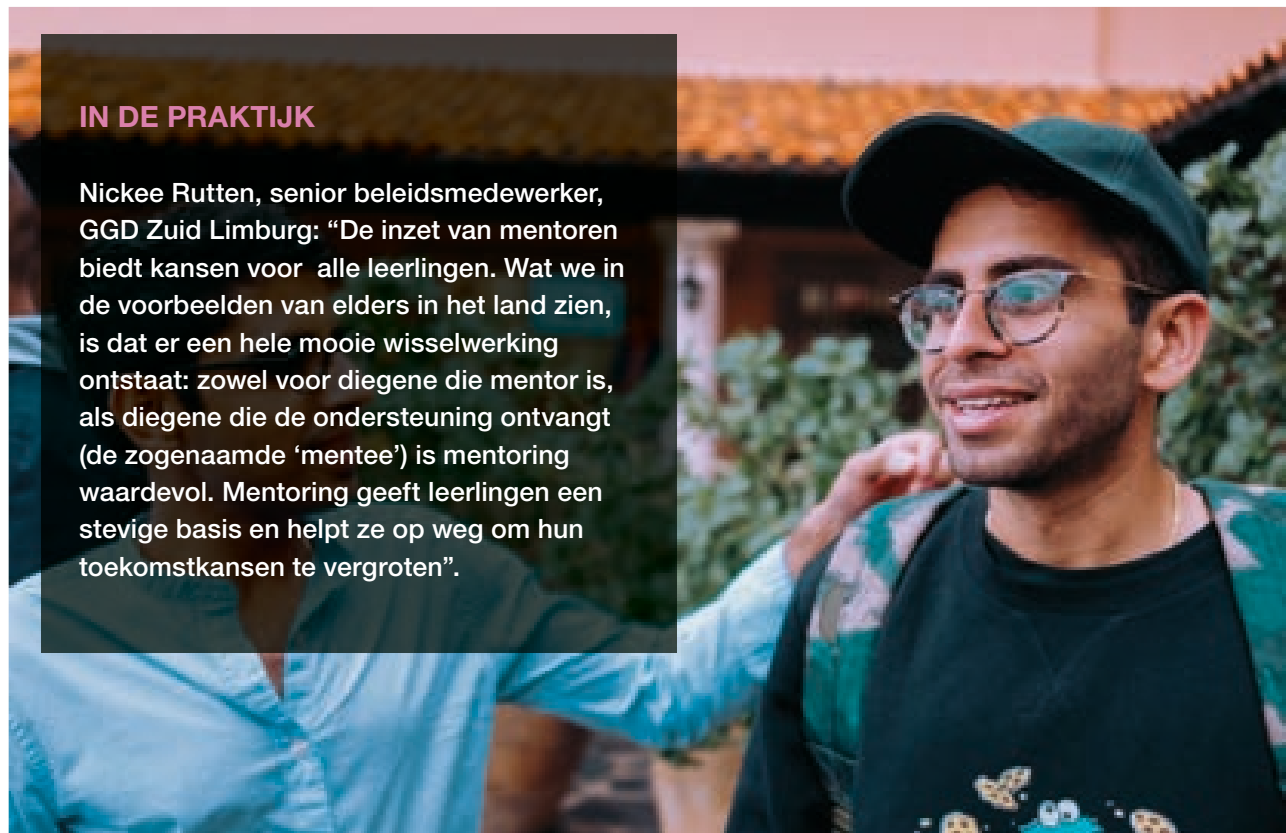 IN DE PRAKTIJK
Nickee Rutten, senior beleidsmedewerker,
GGD Zuid Limburg: “De inzet van mentoren
biedt kansen voor  alle leerlingen. Wat we in
de voorbeelden van elders in het land zien,
is dat er een hele mooie wisselwerking
ontstaat: zowel voor diegene die mentor is,
als diegene die de ondersteuning ontvangt
(de zogenaamde ‘mentee’) is mentoring
waardevol. Mentoring geeft leerlingen een
stevige basis en helpt ze op weg om hun
toekomstkansen te vergroten”.